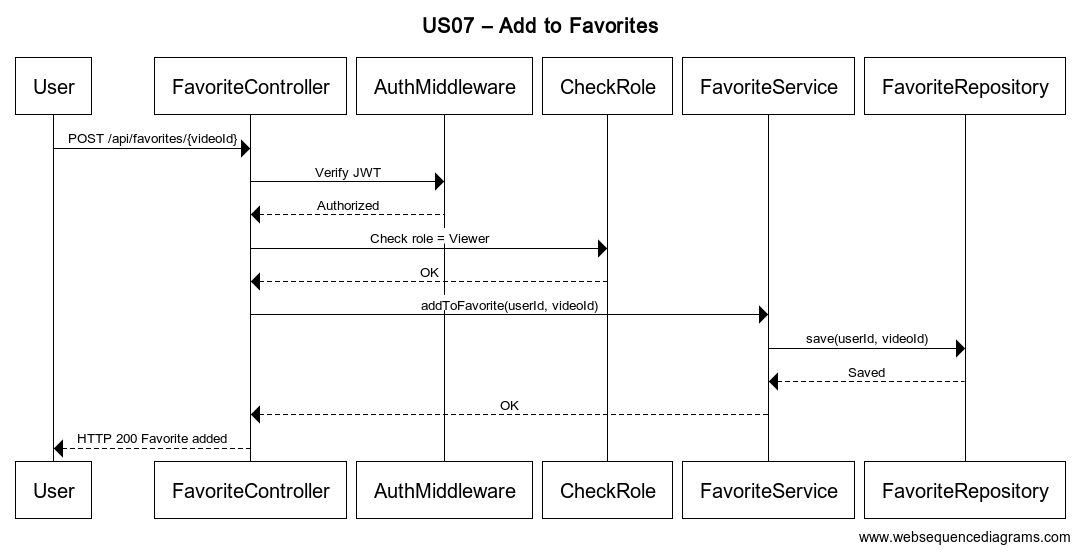 US07 – Add to Favorites
User
FavoriteController
AuthMiddleware
CheckRole
FavoriteService
FavoriteRepository
POST /api/favorites/{videoId}
Verify JWT
Authorized
Check role = Viewer
OK
addToFavorite(userId, videoId)
save(userId, videoId)
Saved
OK
HTTP 200 Favorite added
User
FavoriteController
AuthMiddleware
CheckRole
FavoriteService
FavoriteRepository
www.websequencediagrams.com